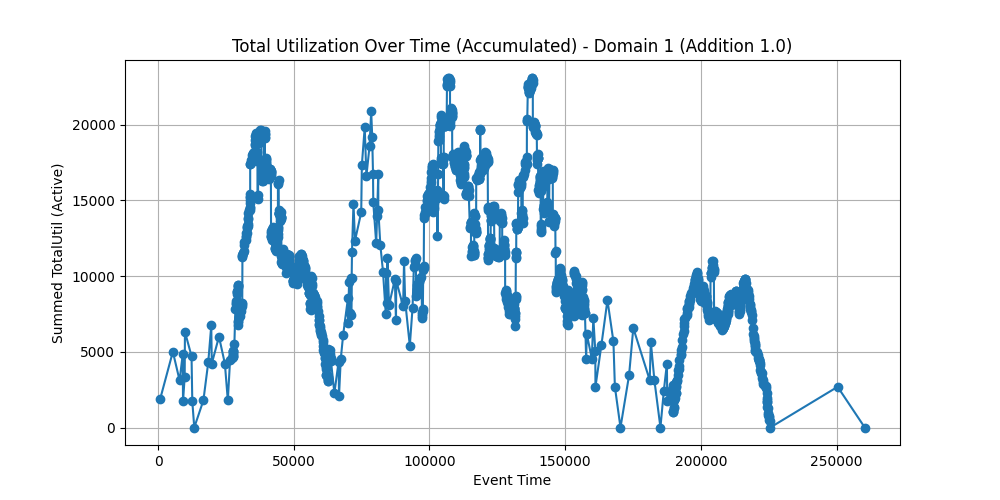 Total Utilization Over Time (Accumulated) - Domain 1 (Addition 1.0)
Summed TotalUtil (Active)
20000
15000
10000
5000
0
0 50000 100000 150000 200000 250000
Event Time